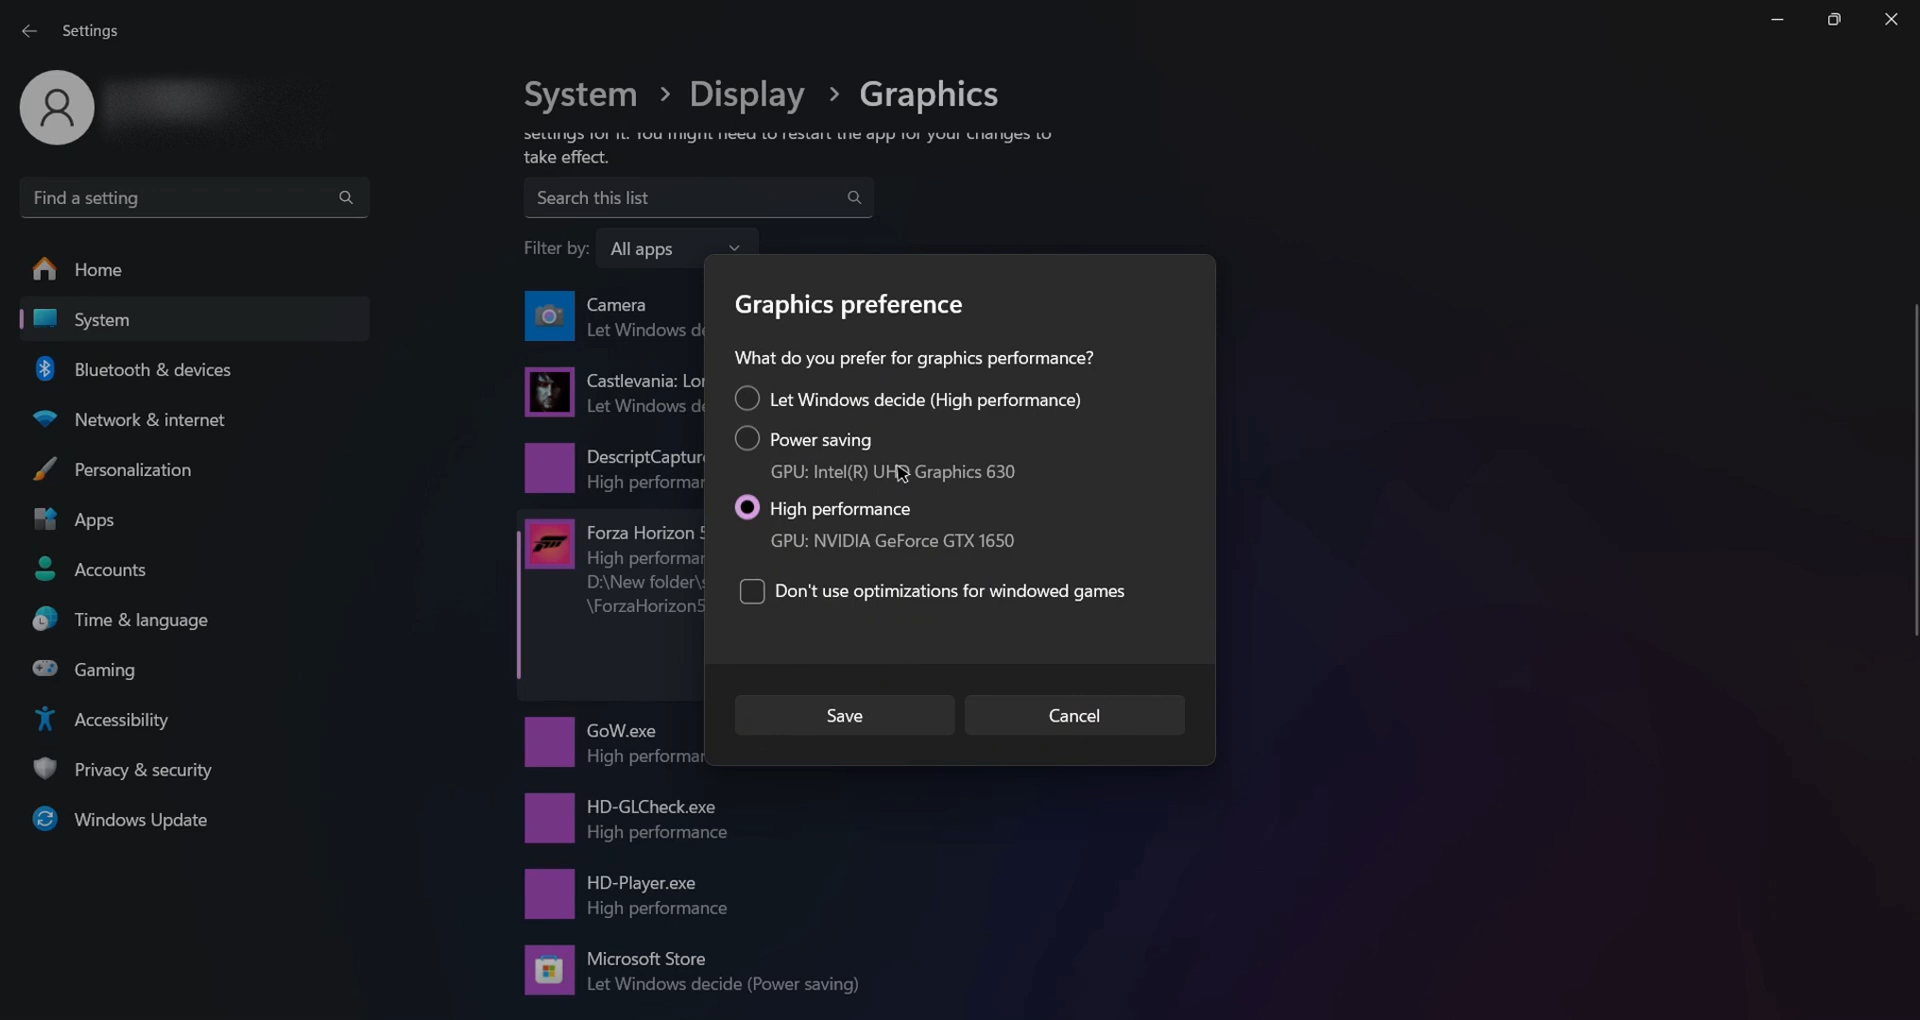 Settings
System > Display > Graphics
settings for it. You might need to restart the app for your changes to
take effect.
Find a setting
Search this list
Filter by: All apps
Home
System
Bluetooth & devices
Network & internet
Personalization
Apps
Accounts
Time & language
Gaming
Accessibility
Privacy & security
Windows Update
Camera
Let Windows
Castlevania:
Let Windows
DescriptCapture
High
Forza Horizon
High
D:\New folder\
\ForzaHorizon5
GoW.exe
High
HD-GLCheck.exe
High performance
HD-Player.exe
High performance
Microsoft Store
Let Windows decide (Power saving)
Graphics preference
What do you prefer for graphics performance?
Let Windows decide (High performance)
Power saving
GPU: Intel(R) UHD Graphics 630
High performance
GPU: NVIDIA GeForce GTX 1650
Don't use optimizations for windowed games
Save
Cancel